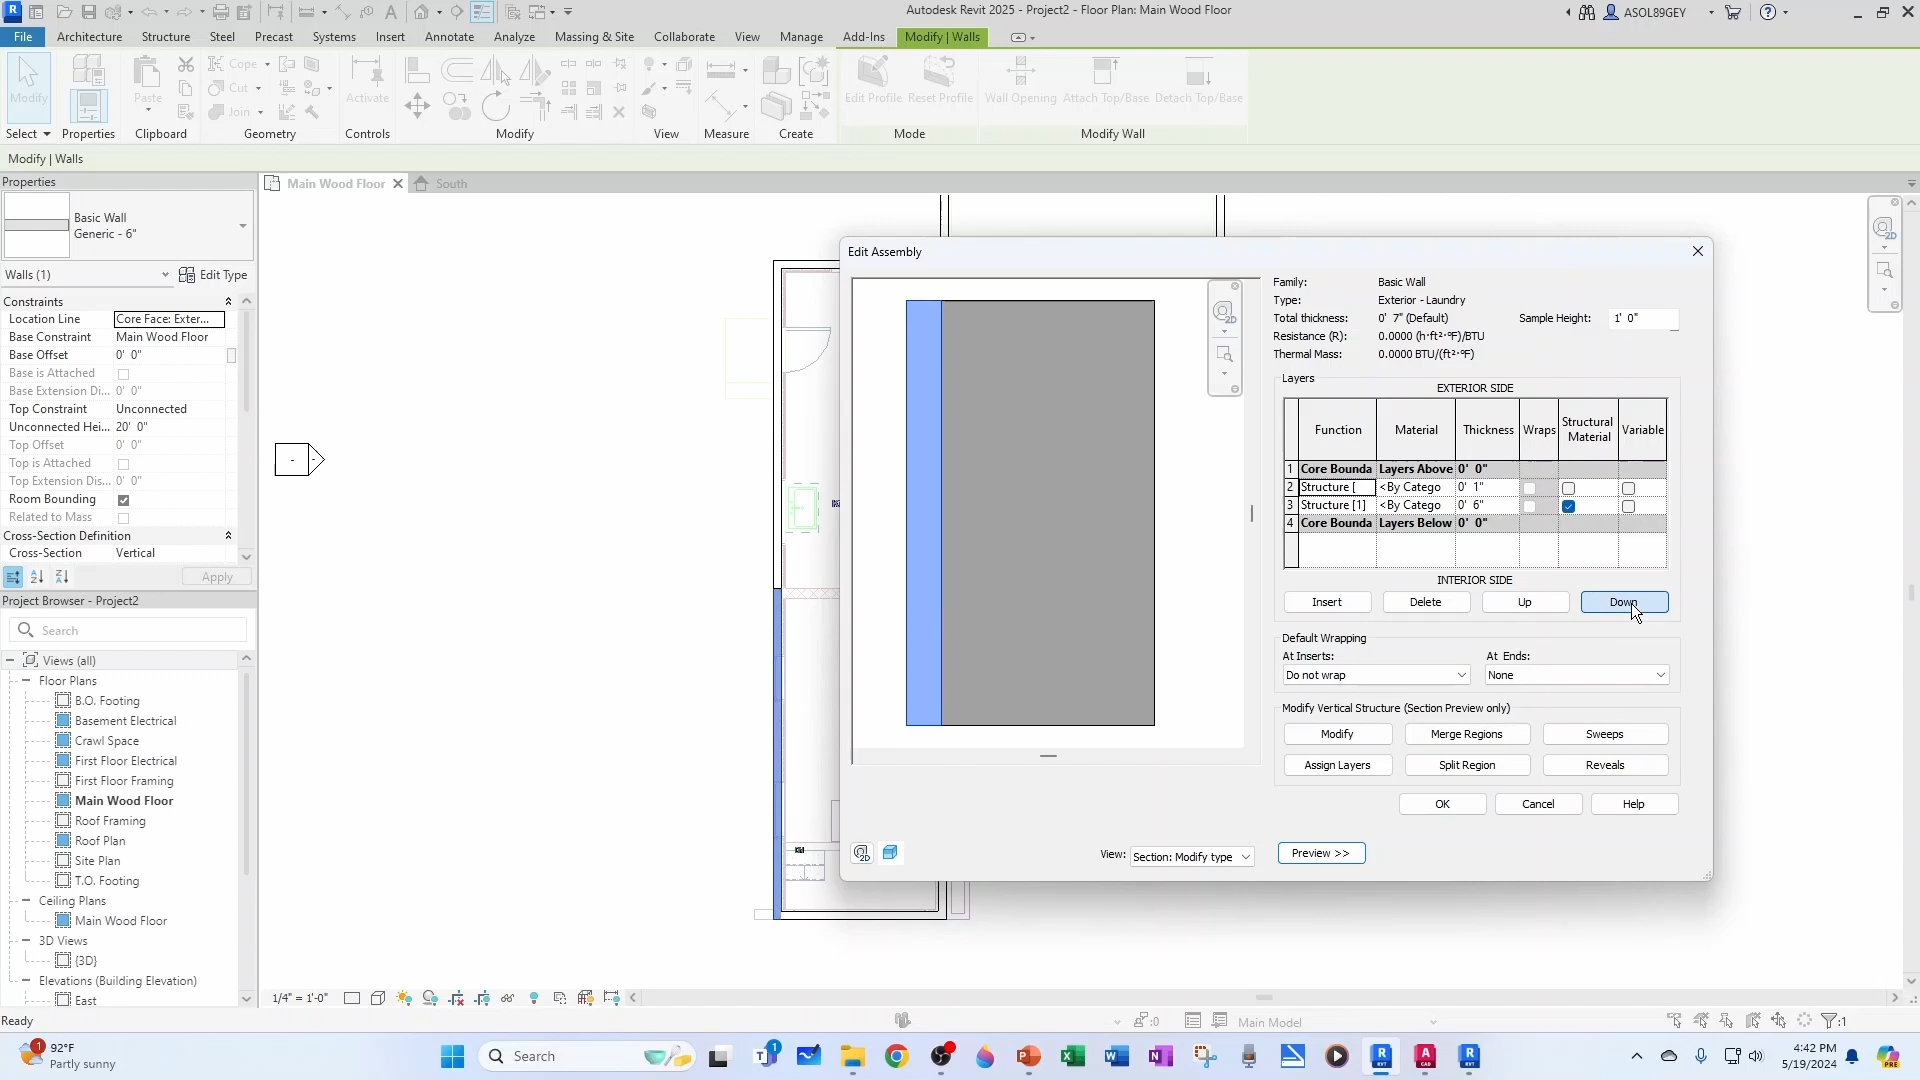 Autodesk Revit 2025 - Project2 - Floor Plan: Main Wood Floor
ASOL89GEY
File Architecture Structure Steel Precast Systems Insert Annotate Analyze Massing & Site Collaborate View Manage Add-Ins Modify | Walls
Modify
Paste
Cope
Cut
Join
Activate
Edit Profile Reset Profile
Wall Opening Attach Top/Base Detach Top/Base
Select Properties Clipboard Geometry Controls Modify View Measure Create Mode Modify Wall
Modify | Walls
Properties
Main Wood Floor
South
Basic Wall
Generic - 6"
Walls (1)
Edit Type
Constraints
Location Line Core Face: Exter...
Base Constraint Main Wood Floor
Base Offset 0' 0"
Base is Attached
Base Extension Di... 0' 0"
Top Constraint Unconnected
Unconnected Hei... 20' 0"
Top Offset 0' 0"
Top is Attached
Top Extension Dis... 0' 0"
Room Bounding
Related to Mass
Cross-Section Definition
Cross-Section Vertical
Apply
Project Browser - Project2
Search
Views (all)
Floor Plans
B.O. Footing
Basement Electrical
Crawl Space
First Floor Electrical
First Floor Framing
Main Wood Floor
Roof Framing
Roof Plan
Site Plan
T.O. Footing
Ceiling Plans
Main Wood Floor
3D Views
{3D}
Elevations (Building Elevation)
East
Edit Assembly
Family: Basic Wall
Type: Exterior - Laundry
Total thickness: 0' 7" (Default)
Sample Height: 1' 0"
Resistance (R): 0.0000 (h·ft²·°F)/BTU
Thermal Mass: 0.0000 BTU/(ft²·°F)
Layers
EXTERIOR SIDE
Function Material Thickness Wraps Structural Material Variable
1 Core Bounda Layers Above 0' 0"
2 Structure [ <By Catego 0' 1"
3 Structure [1] <By Catego 0' 6"
4 Core Bounda Layers Below 0' 0"
INTERIOR SIDE
Insert Delete Up Down
Default Wrapping
At Inserts: At Ends:
Do not wrap None
Modify Vertical Structure (Section Preview only)
Modify Merge Regions Sweeps
Assign Layers Split Region Reveals
OK Cancel Help
View: Section: Modify type Preview >>
1/4" = 1'-0"
Ready
:0
Main Model
:1
92°F
Partly sunny
Search
4:42 PM
5/19/2024